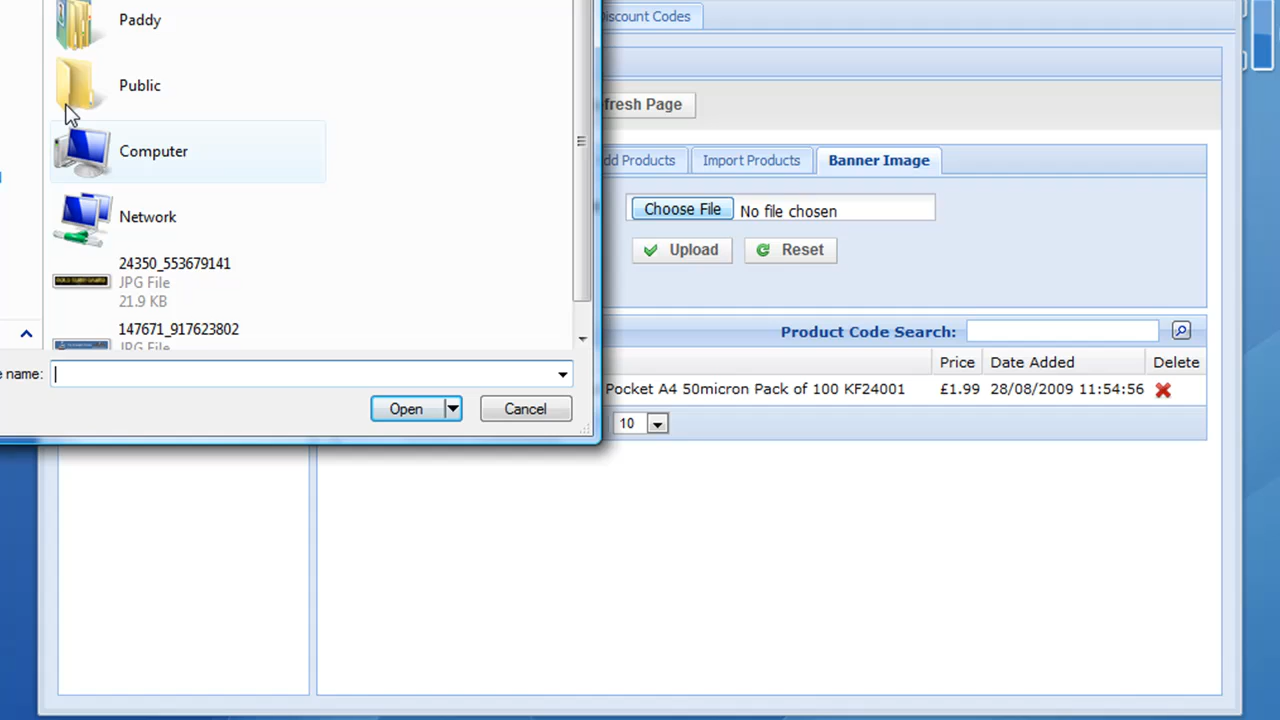 Discount Codes
fresh Page
dd Products
Import Products
Banner Image
Choose File
No file chosen
Upload
Reset
Product Code Search:
Price
Date Added
Delete
Pocket A4 50micron Pack of 100 KF24001
£1.99
28/08/2009 11:54:56
10
Paddy
Public
Computer
Network
24350_553679141
JPG File
21.9 KB
147671_917623802
JPG File
e name:
Open
Cancel